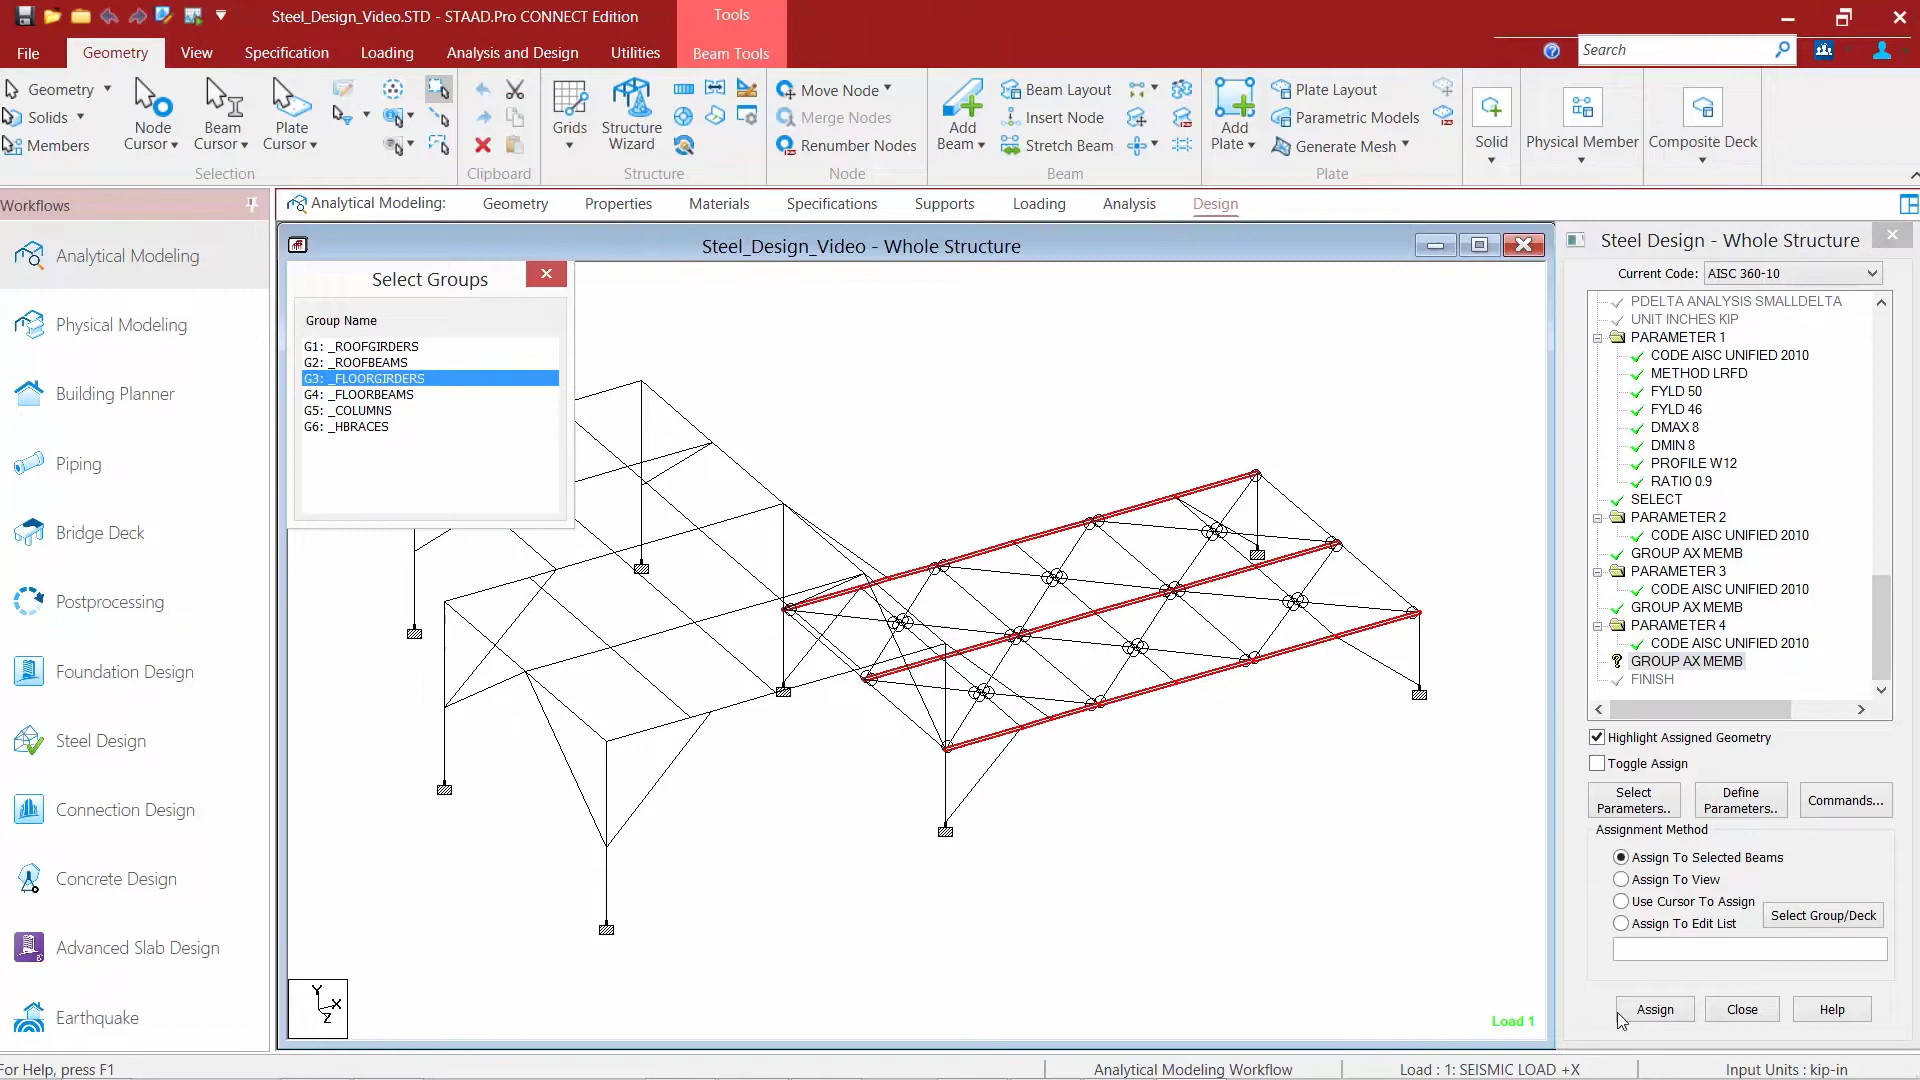 Steel_Design_Video.STD - STAAD.Pro CONNECT Edition
Tools
File
Geometry
View
Specification
Loading
Analysis and Design
Utilities
Beam Tools
Search
Geometry
Solids
Members
Node
Cursor
Beam
Cursor
Plate
Cursor
Selection
Clipboard
Grids
Structure
Wizard
Structure
Move Node
Merge Nodes
Renumber Nodes
Node
Add
Beam
Beam Layout
Insert Node
Stretch Beam
Beam
Add
Plate
Plate Layout
Parametric Models
Generate Mesh
Plate
Solid
Physical Member
Composite Deck
Workflows
Analytical Modeling
Physical Modeling
Building Planner
Piping
Bridge Deck
Postprocessing
Foundation Design
Steel Design
Connection Design
Concrete Design
Advanced Slab Design
Earthquake
Analytical Modeling:
Geometry
Properties
Materials
Specifications
Supports
Loading
Analysis
Design
Steel_Design_Video - Whole Structure
Select Groups
Group Name
G1: _ROOFGIRDERS
G2: _ROOFBEAMS
G3: _FLOORGIRDERS
G4: _FLOORBEAMS
G5: _COLUMNS
G6: _HBRACES
Y
X
Z
Load 1
Steel Design - Whole Structure
Current Code: AISC 360-10
PDELTA ANALYSIS SMALLDELTA
UNIT INCHES KIP
PARAMETER 1
CODE AISC UNIFIED 2010
METHOD LRFD
FYLD 50
FYLD 46
DMAX 8
DMIN 8
PROFILE W12
RATIO 0.9
SELECT
PARAMETER 2
CODE AISC UNIFIED 2010
GROUP AX MEMB
PARAMETER 3
CODE AISC UNIFIED 2010
GROUP AX MEMB
PARAMETER 4
CODE AISC UNIFIED 2010
GROUP AX MEMB
FINISH
Highlight Assigned Geometry
Toggle Assign
Select
Parameters..
Define
Parameters..
Commands...
Assignment Method
Assign To Selected Beams
Assign To View
Use Cursor To Assign
Assign To Edit List
Select Group/Deck
Assign
Close
Help
For Help, press F1
Analytical Modeling Workflow
Load : 1: SEISMIC LOAD +X
Input Units : kip-in